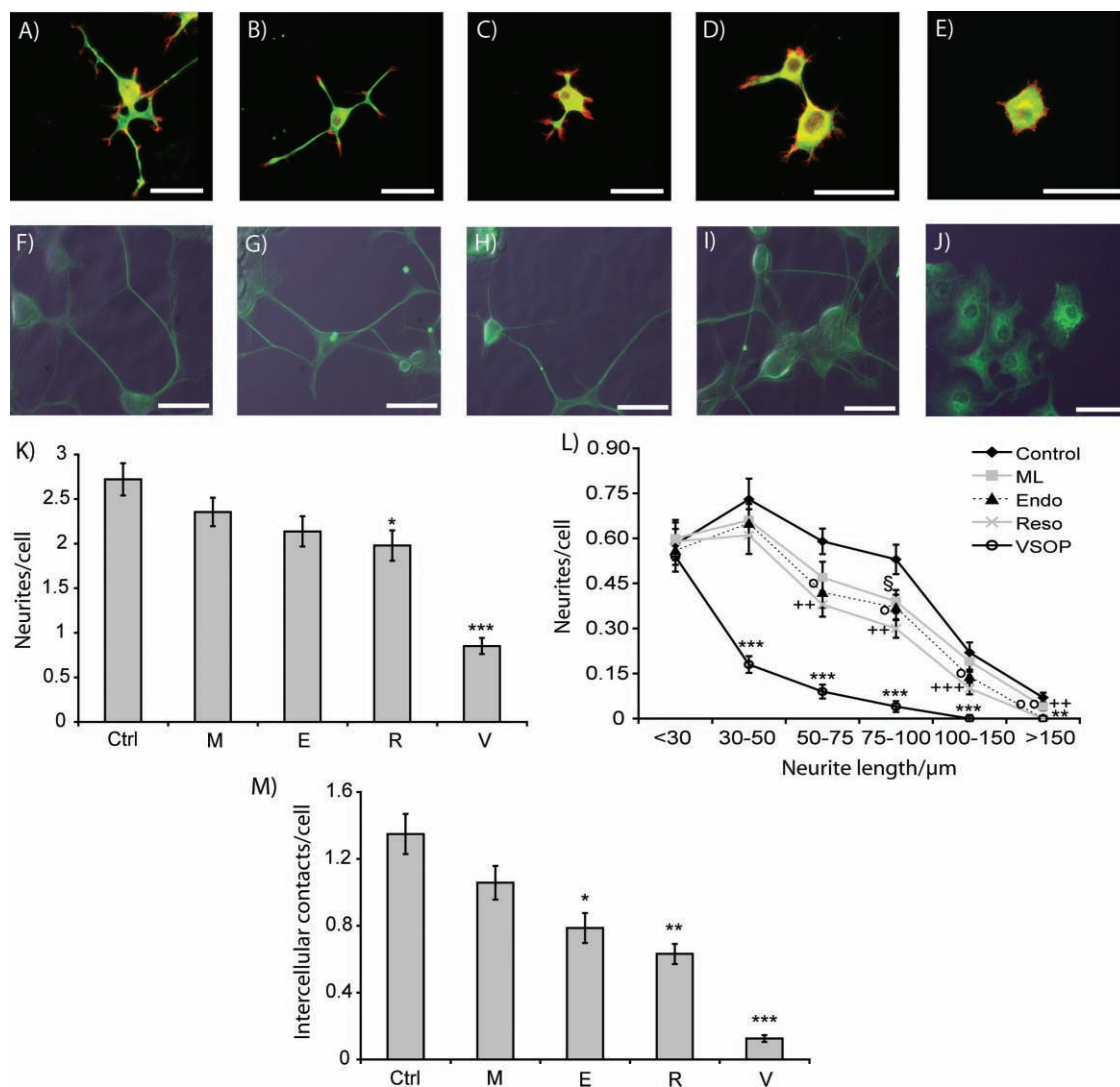 A) B) C) D) E)
F) G) H) I) J)
K)
3
2.5
2
1.5
1
0.5
0
Neurites/cell
*
***
Ctrl M E R V
L)
0.90
0.75
0.60
0.45
0.30
0.15
0
Neurites/cell
Control
ML
Endo
Reso
VSOP
§
++
++
+++
++
***
***
***
***
**
<30 30-50 50-75 75-100 100-150 >150
Neurite length/µm
M)
1.6
1.2
0.8
0.4
0
Intercellular contacts/cell
*
**
***
Ctrl M E R V